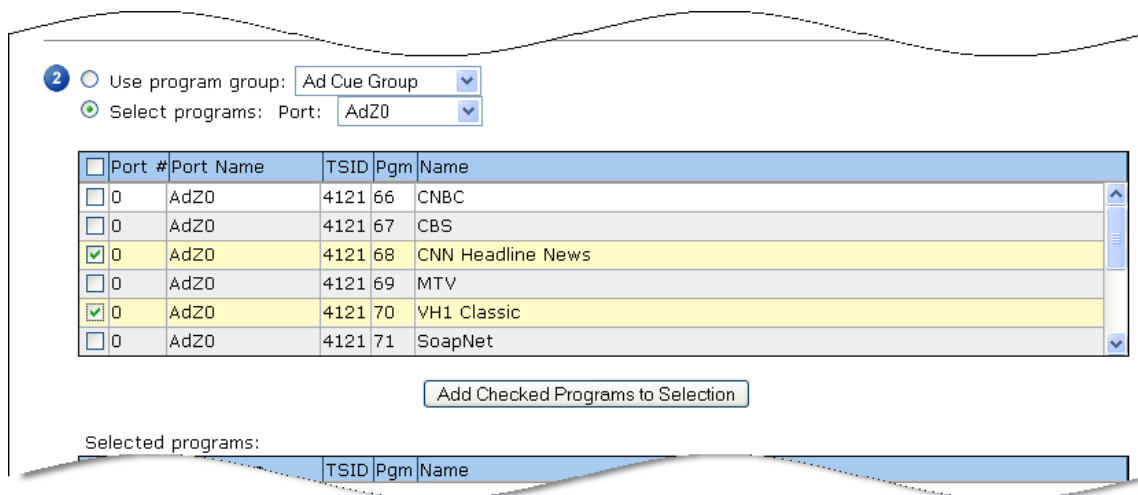 2 Use program group: Ad Cue Group
Select programs: Port: AdZ0
Port # Port Name TSID Pgm Name
0 AdZ0 4121 66 CNBC
0 AdZ0 4121 67 CBS
0 AdZ0 4121 68 CNN Headline News
0 AdZ0 4121 69 MTV
0 AdZ0 4121 70 VH1 Classic
0 AdZ0 4121 71 SoapNet
Add Checked Programs to Selection
Selected programs:
TSID Pgm Name